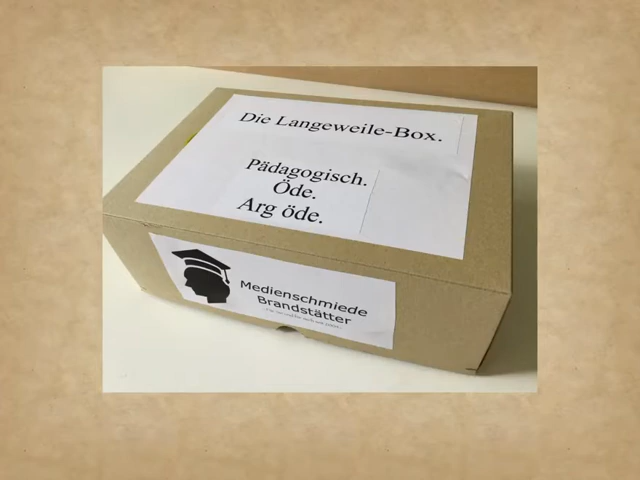 Die Langeweile-Box.
Pädagogisch.
Öde.
Arg öde.
Medienschmiede
Brandstätter